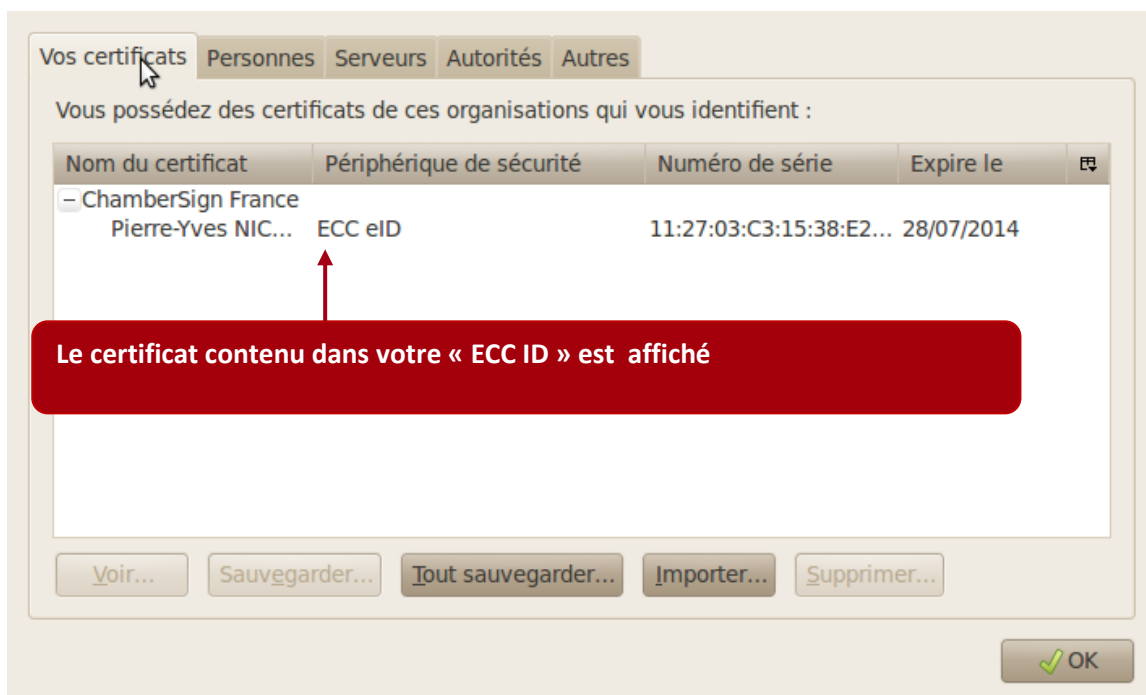 Vos certificats Personnes Serveurs Autorités Autres
Vous possédez des certificats de ces organisations qui vous identifient :
Nom du certificat Périphérique de sécurité Numéro de série Expire le
ChamberSign France
Pierre-Yves NIC... ECC eID 11:27:03:C3:15:38:E2... 28/07/2014
Le certificat contenu dans votre « ECC ID » est affiché
Voir... Sauvegarder... Tout sauvegarder... Importer... Supprimer...
OK